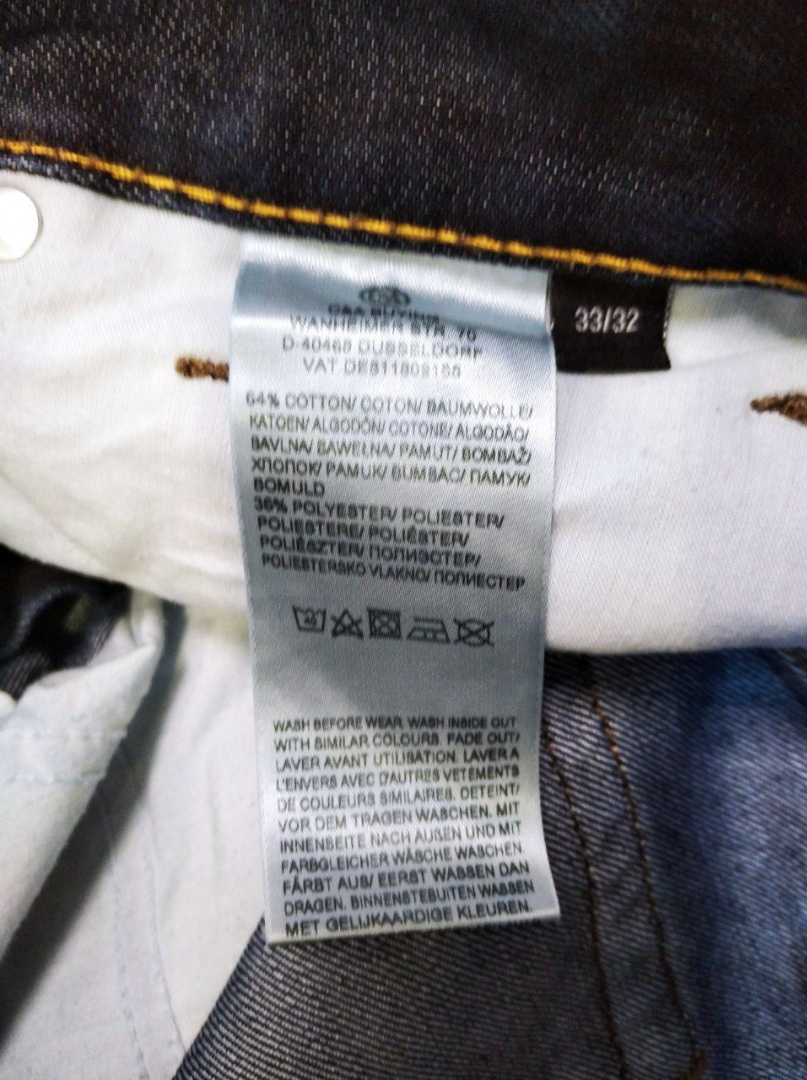 C&A BUYING
WANHEIMER STR. 70
D-40468 DUSSELDORF
VAT
33/32
64% COTTON/ COTON/ BAUMWOLLE/
KATOEN/ ALGODÓN/ COTONE/ ALGODÃO/
BAVLNA/ BAWEŁNA/ PAMUT/ BOMBAŽ/
ХЛОПОК/ PAMUK/ BUMBAC/ ПАМУК/
BOMULD
36% POLYESTER/ POLIESTER/
POLIESTERE/ POLIÉSTER/
POLIÉSZTER/ ПОЛИЭСТЕР/
POLIESTERSKO VLAKNO/ ПОЛИЕСТЕР
WASH BEFORE WEAR. WASH INSIDE OUT
WITH SIMILAR COLOURS. FADE OUT/
LAVER AVANT UTILISATION. LAVER A
L'ENVERS AVEC D'AUTRES VETEMENTS
DE COULEURS SIMILAIRES. DETEINT/
VOR DEM TRAGEN WASCHEN. MIT
INNENSEITE NACH AUßEN UND MIT
FARBGLEICHER WÄSCHE WASCHEN.
FÄRBT AUS/ EERST WASSEN DAN
DRAGEN. BINNENSTEBUITEN WASSEN
MET GELIJKAARDIGE KLEUREN.